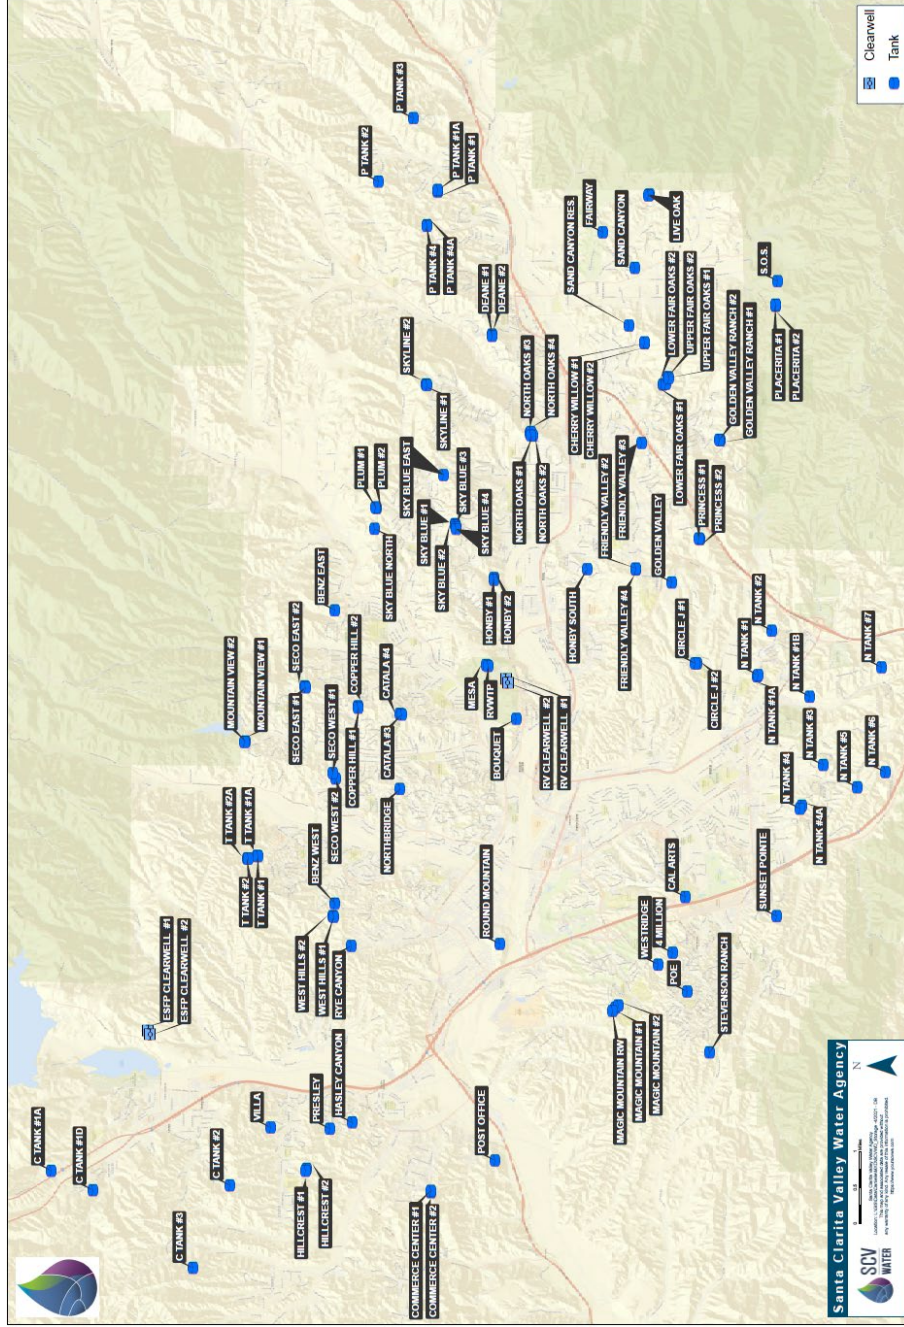 C TANK #1A
C TANK #1D
C TANK #3
C TANK #2
ESFP CLEARWELL #1
ESFP CLEARWELL #2
VILLA
T TANK #2A
T TANK #1A
T TANK #2
T TANK #1
MOUNTAIN VIEW #2
MOUNTAIN VIEW #1
HILLCREST #1
HILLCREST #2
PRESLEY
HASLEY CANYON
WEST HILLS #2
WEST HILLS #1
RYE CANYON
BENZ WEST
SECO WEST #2
SECO WEST #1
SECO EAST #1
SECO EAST #2
BENZ EAST
COPPER HILL #1
COPPER HILL #2
NORTHBRIDGE
CATALA #3
CATALA #4
SKY BLUE NORTH
PLUM #1
PLUM #2
P TANK #2
P TANK #3
P TANK #1A
P TANK #1
P TANK #4
P TANK #4A
SKYLINE #2
SKYLINE #1
SKY BLUE EAST
SKY BLUE #1
SKY BLUE #3
SKY BLUE #2
SKY BLUE #4
COMMERCE CENTER #1
COMMERCE CENTER #2
POST OFFICE
ROUND MOUNTAIN
MESA
RVWTP
BOUQUET
HONBY #1
HONBY #2
DEANE #1
DEANE #2
RV CLEARWELL #2
RV CLEARWELL #1
NORTH OAKS #1
NORTH OAKS #2
NORTH OAKS #3
NORTH OAKS #4
HONBY SOUTH
SAND CANYON RES.
FAIRWAY
SAND CANYON
LIVE OAK
CHERRY WILLOW #1
CHERRY WILLOW #2
FRIENDLY VALLEY #2
FRIENDLY VALLEY #3
FRIENDLY VALLEY #4
MAGIC MOUNTAIN RW
MAGIC MOUNTAIN #1
MAGIC MOUNTAIN #2
WESTRIDGE
4 MILLION
POE
CAL ARTS
GOLDEN VALLEY
LOWER FAIR OAKS #1
LOWER FAIR OAKS #2
UPPER FAIR OAKS #2
UPPER FAIR OAKS #1
CIRCLE J #1
CIRCLE J #2
PRINCESS #1
PRINCESS #2
GOLDEN VALLEY RANCH #2
GOLDEN VALLEY RANCH #1
STEVENSON RANCH
SUNSET POINTE
N TANK #1
N TANK #2
N TANK #1A
N TANK #1B
PLACERITA #1
PLACERITA #2
S.O.S.
N TANK #4
N TANK #4A
N TANK #3
N TANK #5
N TANK #6
N TANK #7
Santa Clarita Valley Water Agency
SCV
WATER
N
Clearwell
Tank